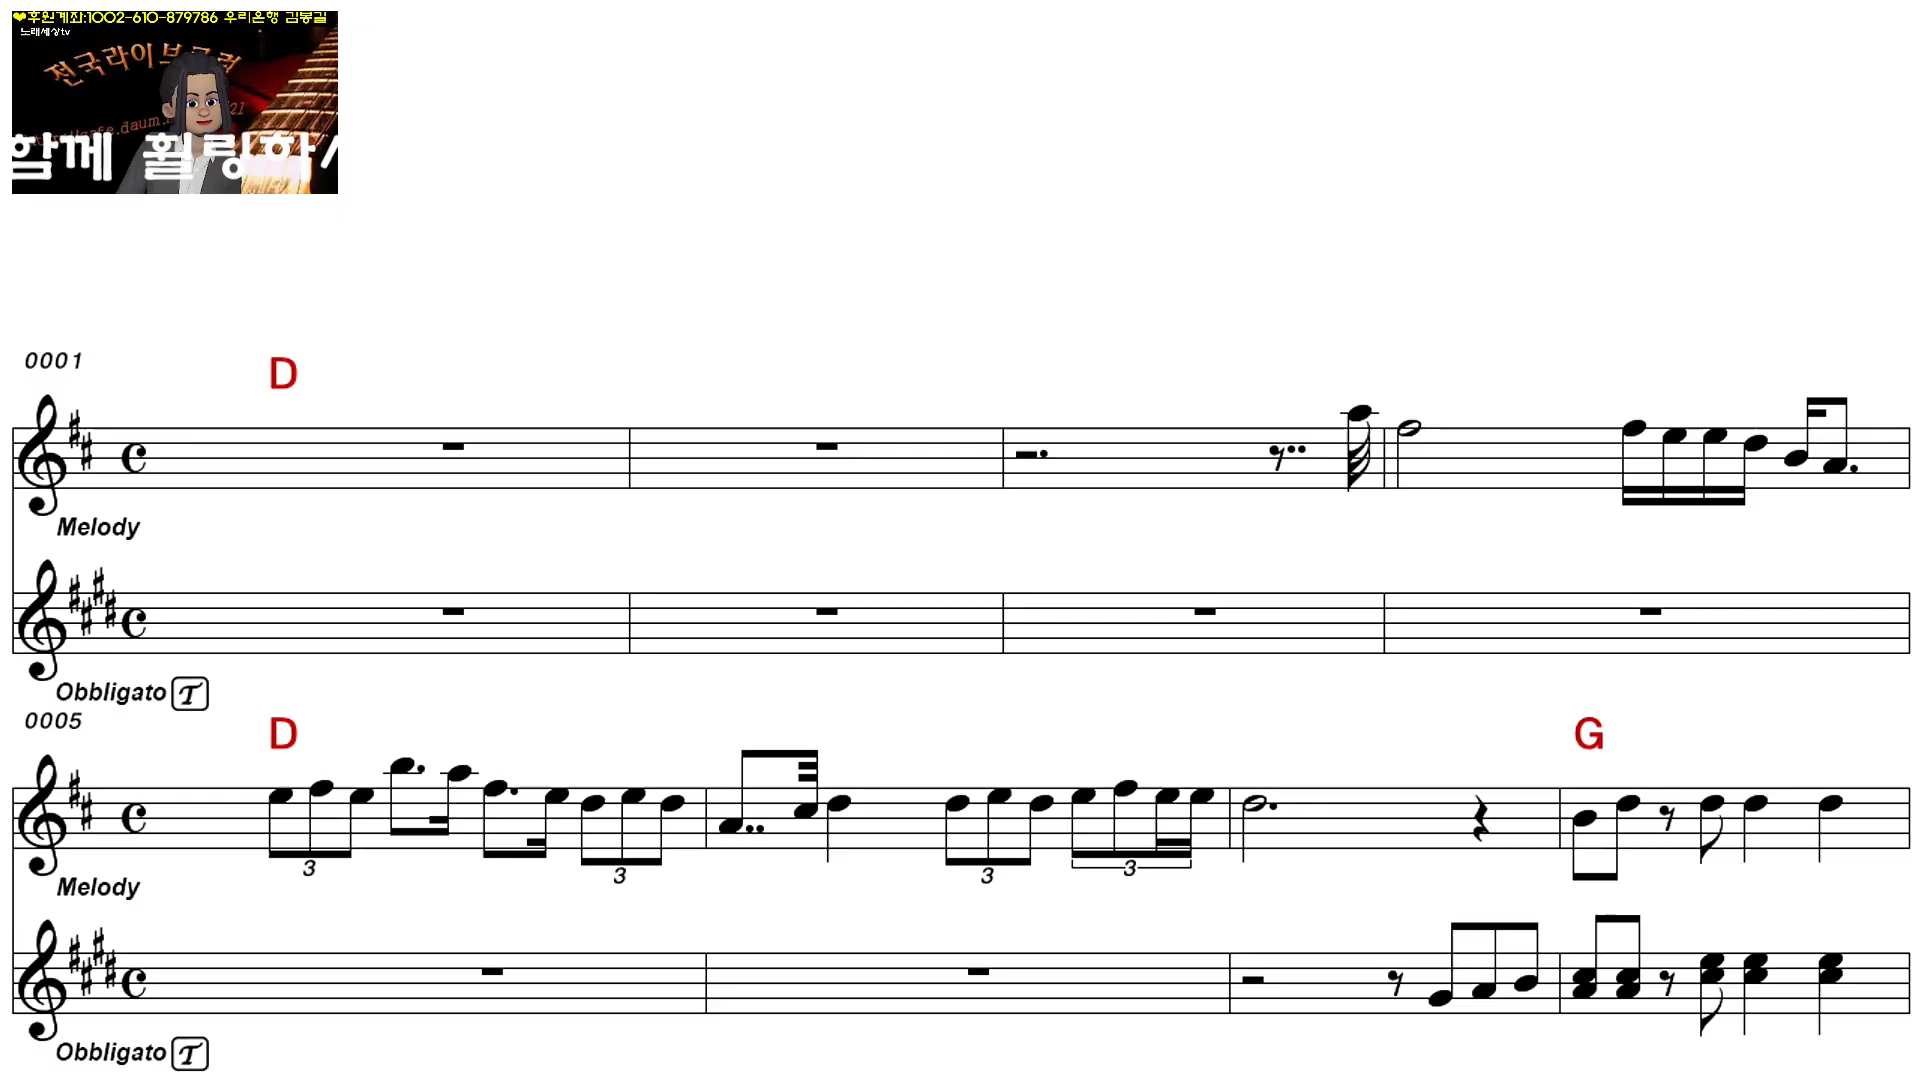 ❤후원계좌:1002-610-879786 우리은행 김봉길
노래세상tv
전국라이브
함께 힐링하
0001
D
Melody
Obbligato T
0005
D
G
3
3
3
3
Melody
Obbligato T